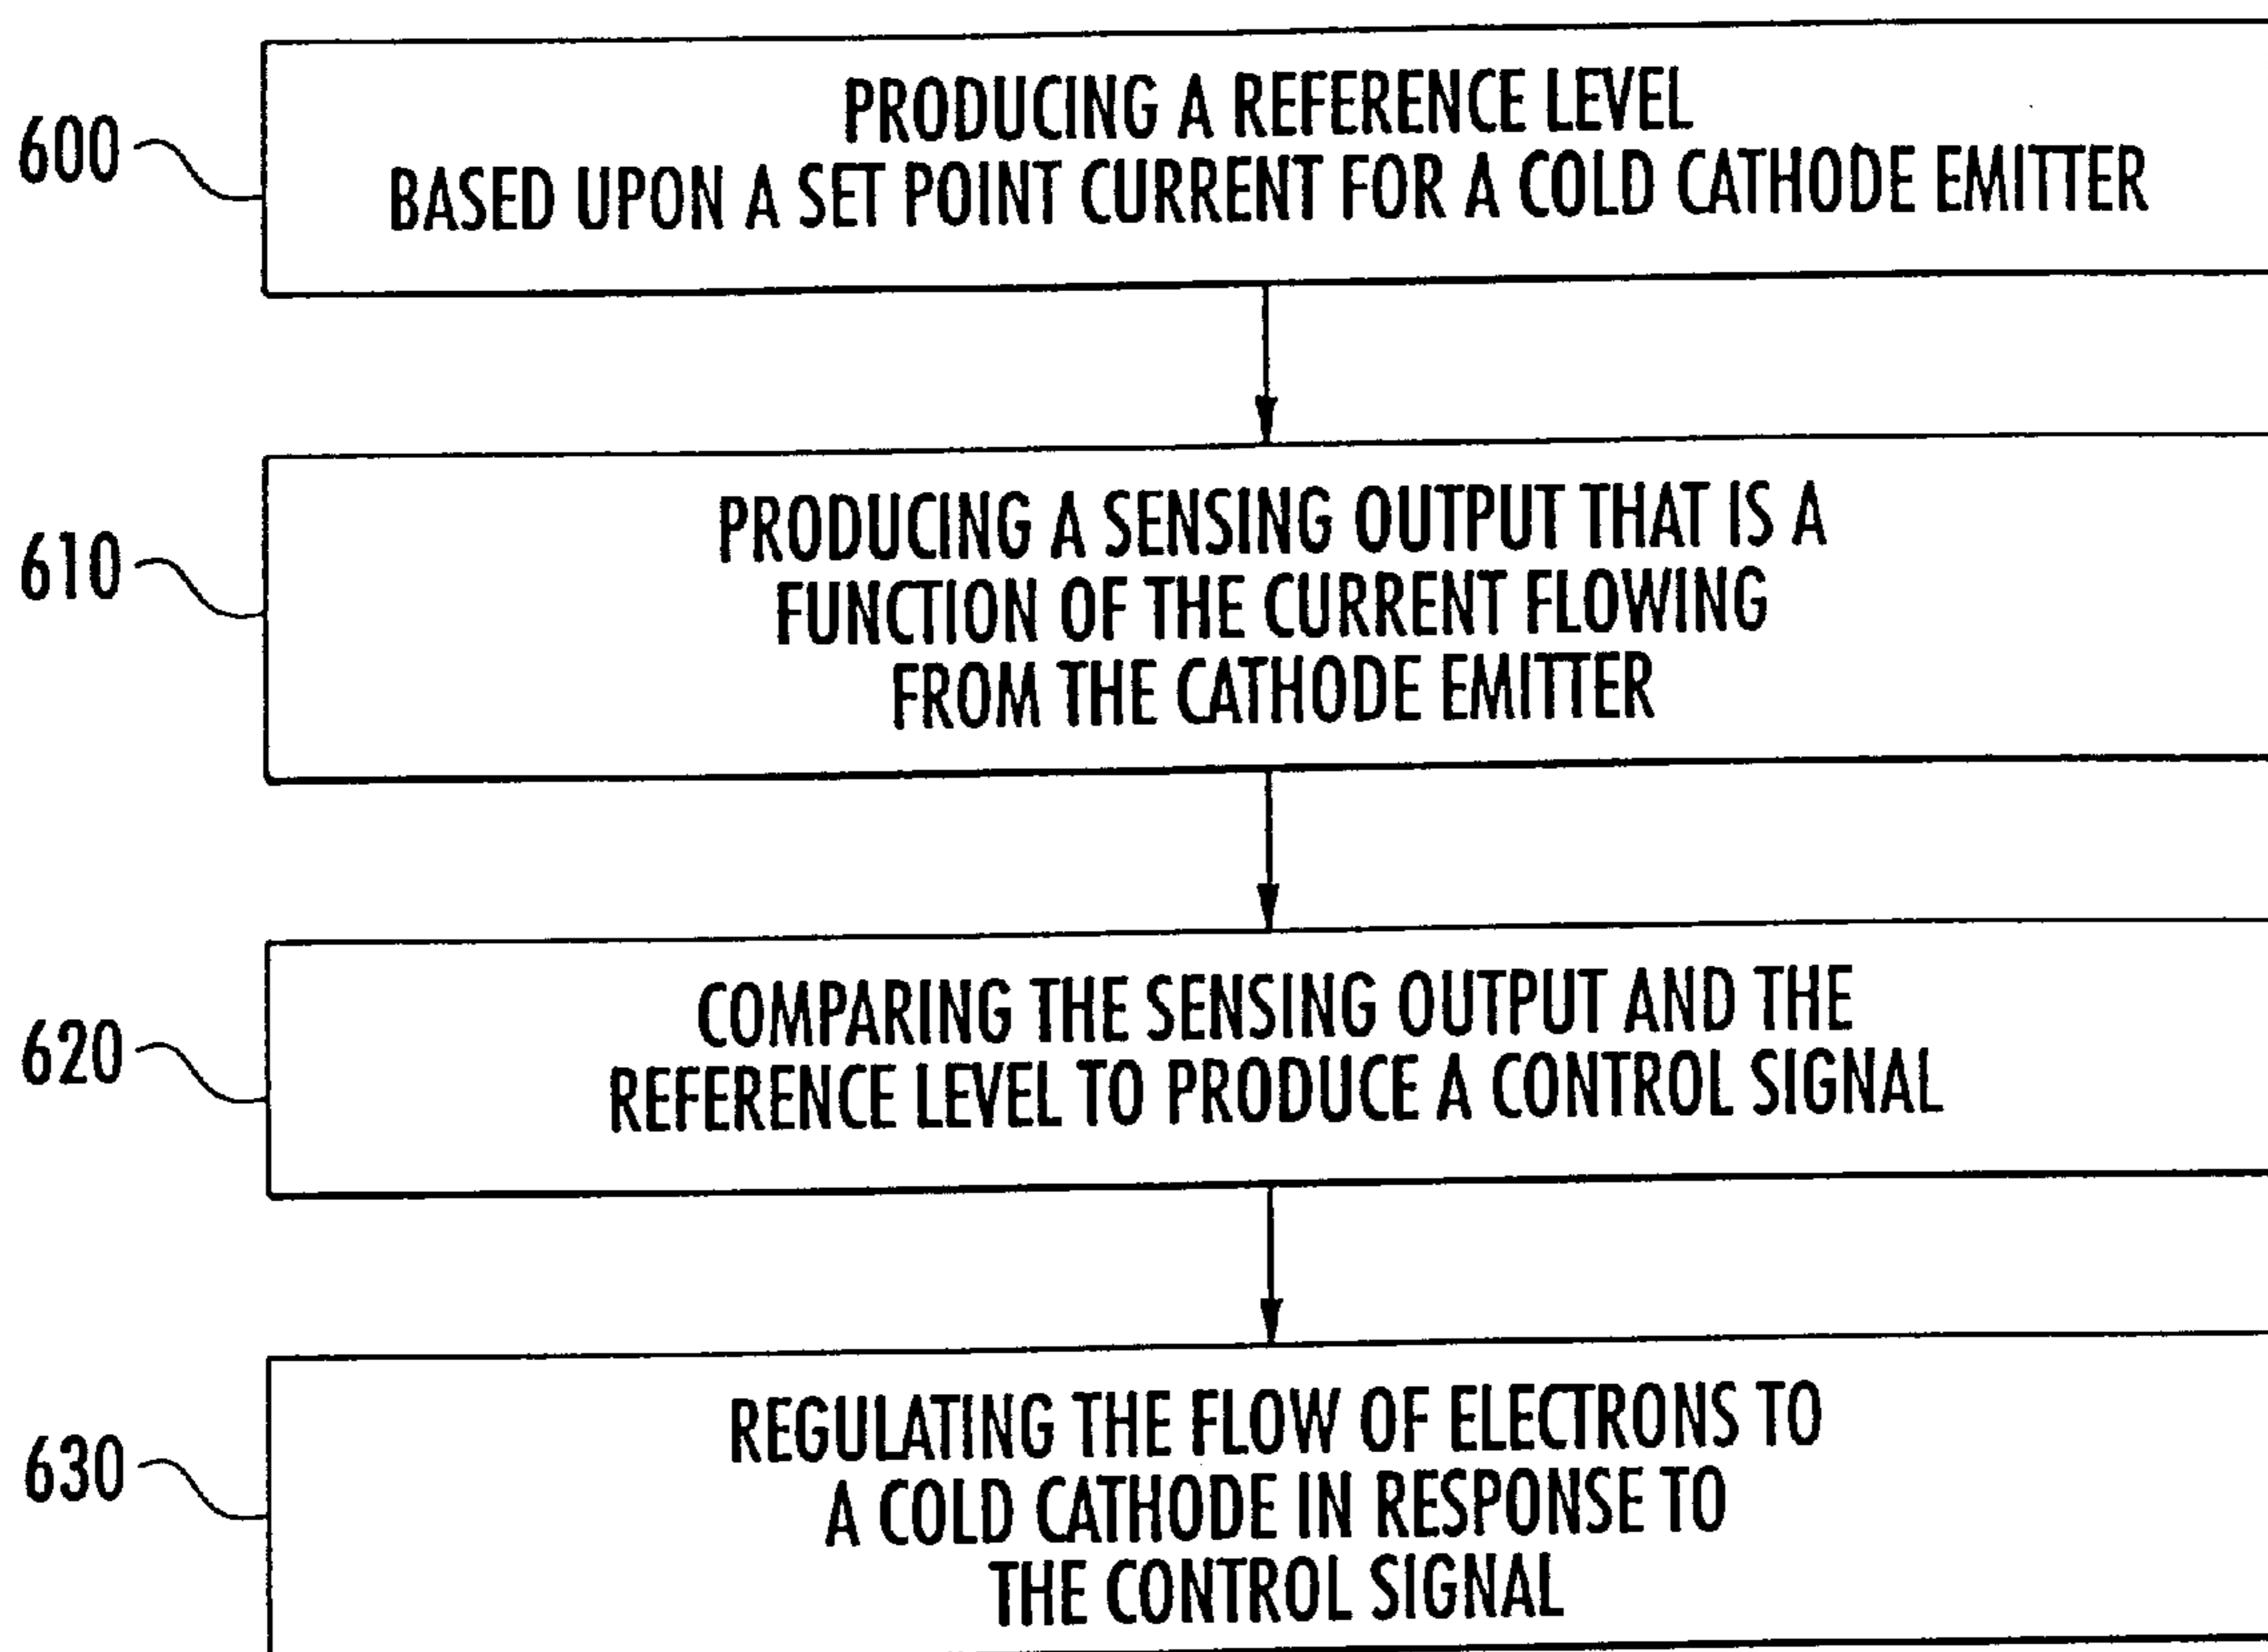 600
PRODUCING A REFERENCE LEVEL
BASED UPON A SET POINT CURRENT FOR A COLD CATHODE EMITTER
610
PRODUCING A SENSING OUTPUT THAT IS A
FUNCTION OF THE CURRENT FLOWING
FROM THE CATHODE EMITTER
620
COMPARING THE SENSING OUTPUT AND THE
REFERENCE LEVEL TO PRODUCE A CONTROL SIGNAL
630
REGULATING THE FLOW OF ELECTRONS TO
A COLD CATHODE IN RESPONSE TO
THE CONTROL SIGNAL